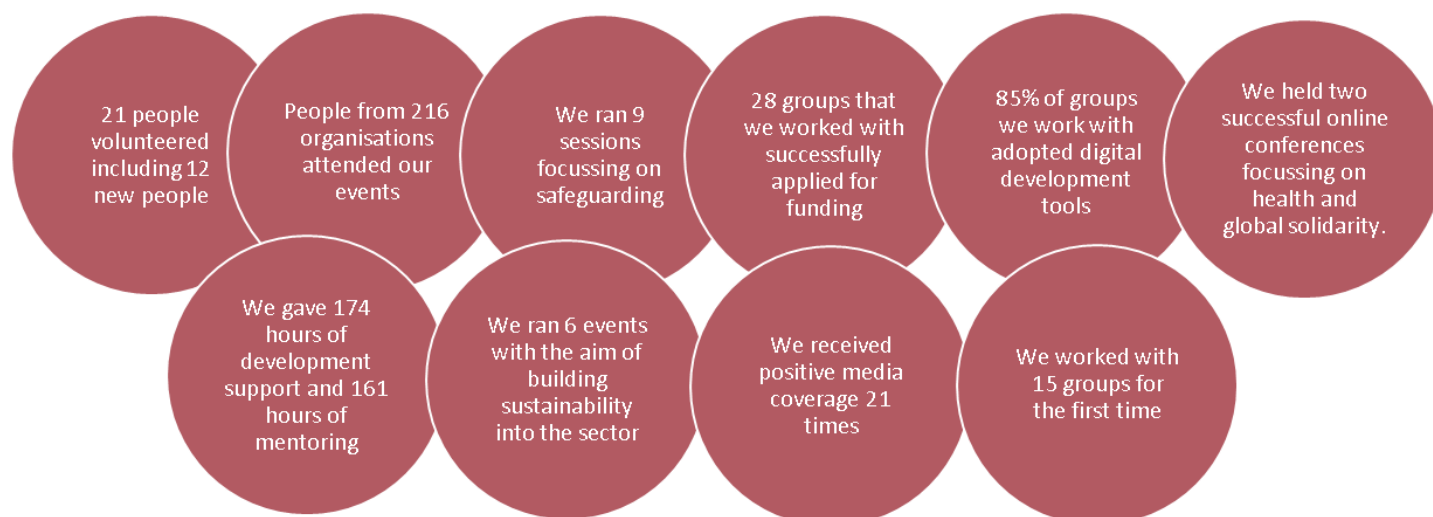 21 people
volunteered
including 12
new people
People from 216
organisations
attended our
events
We ran 9
sessions
focussing on
safeguarding
28 groups that
we worked with
successfully
applied for
funding
85% of groups
we work with
adopted digital
development
tools
We held two
successful online
conferences
focussing on
health and
global solidarity.
We gave 174
hours of
development
support and 161
hours of
mentoring
We ran 6 events
with the aim of
building
sustainability
into the sector
We received
positive media
coverage 21
times
We worked with
15 groups for
the first time